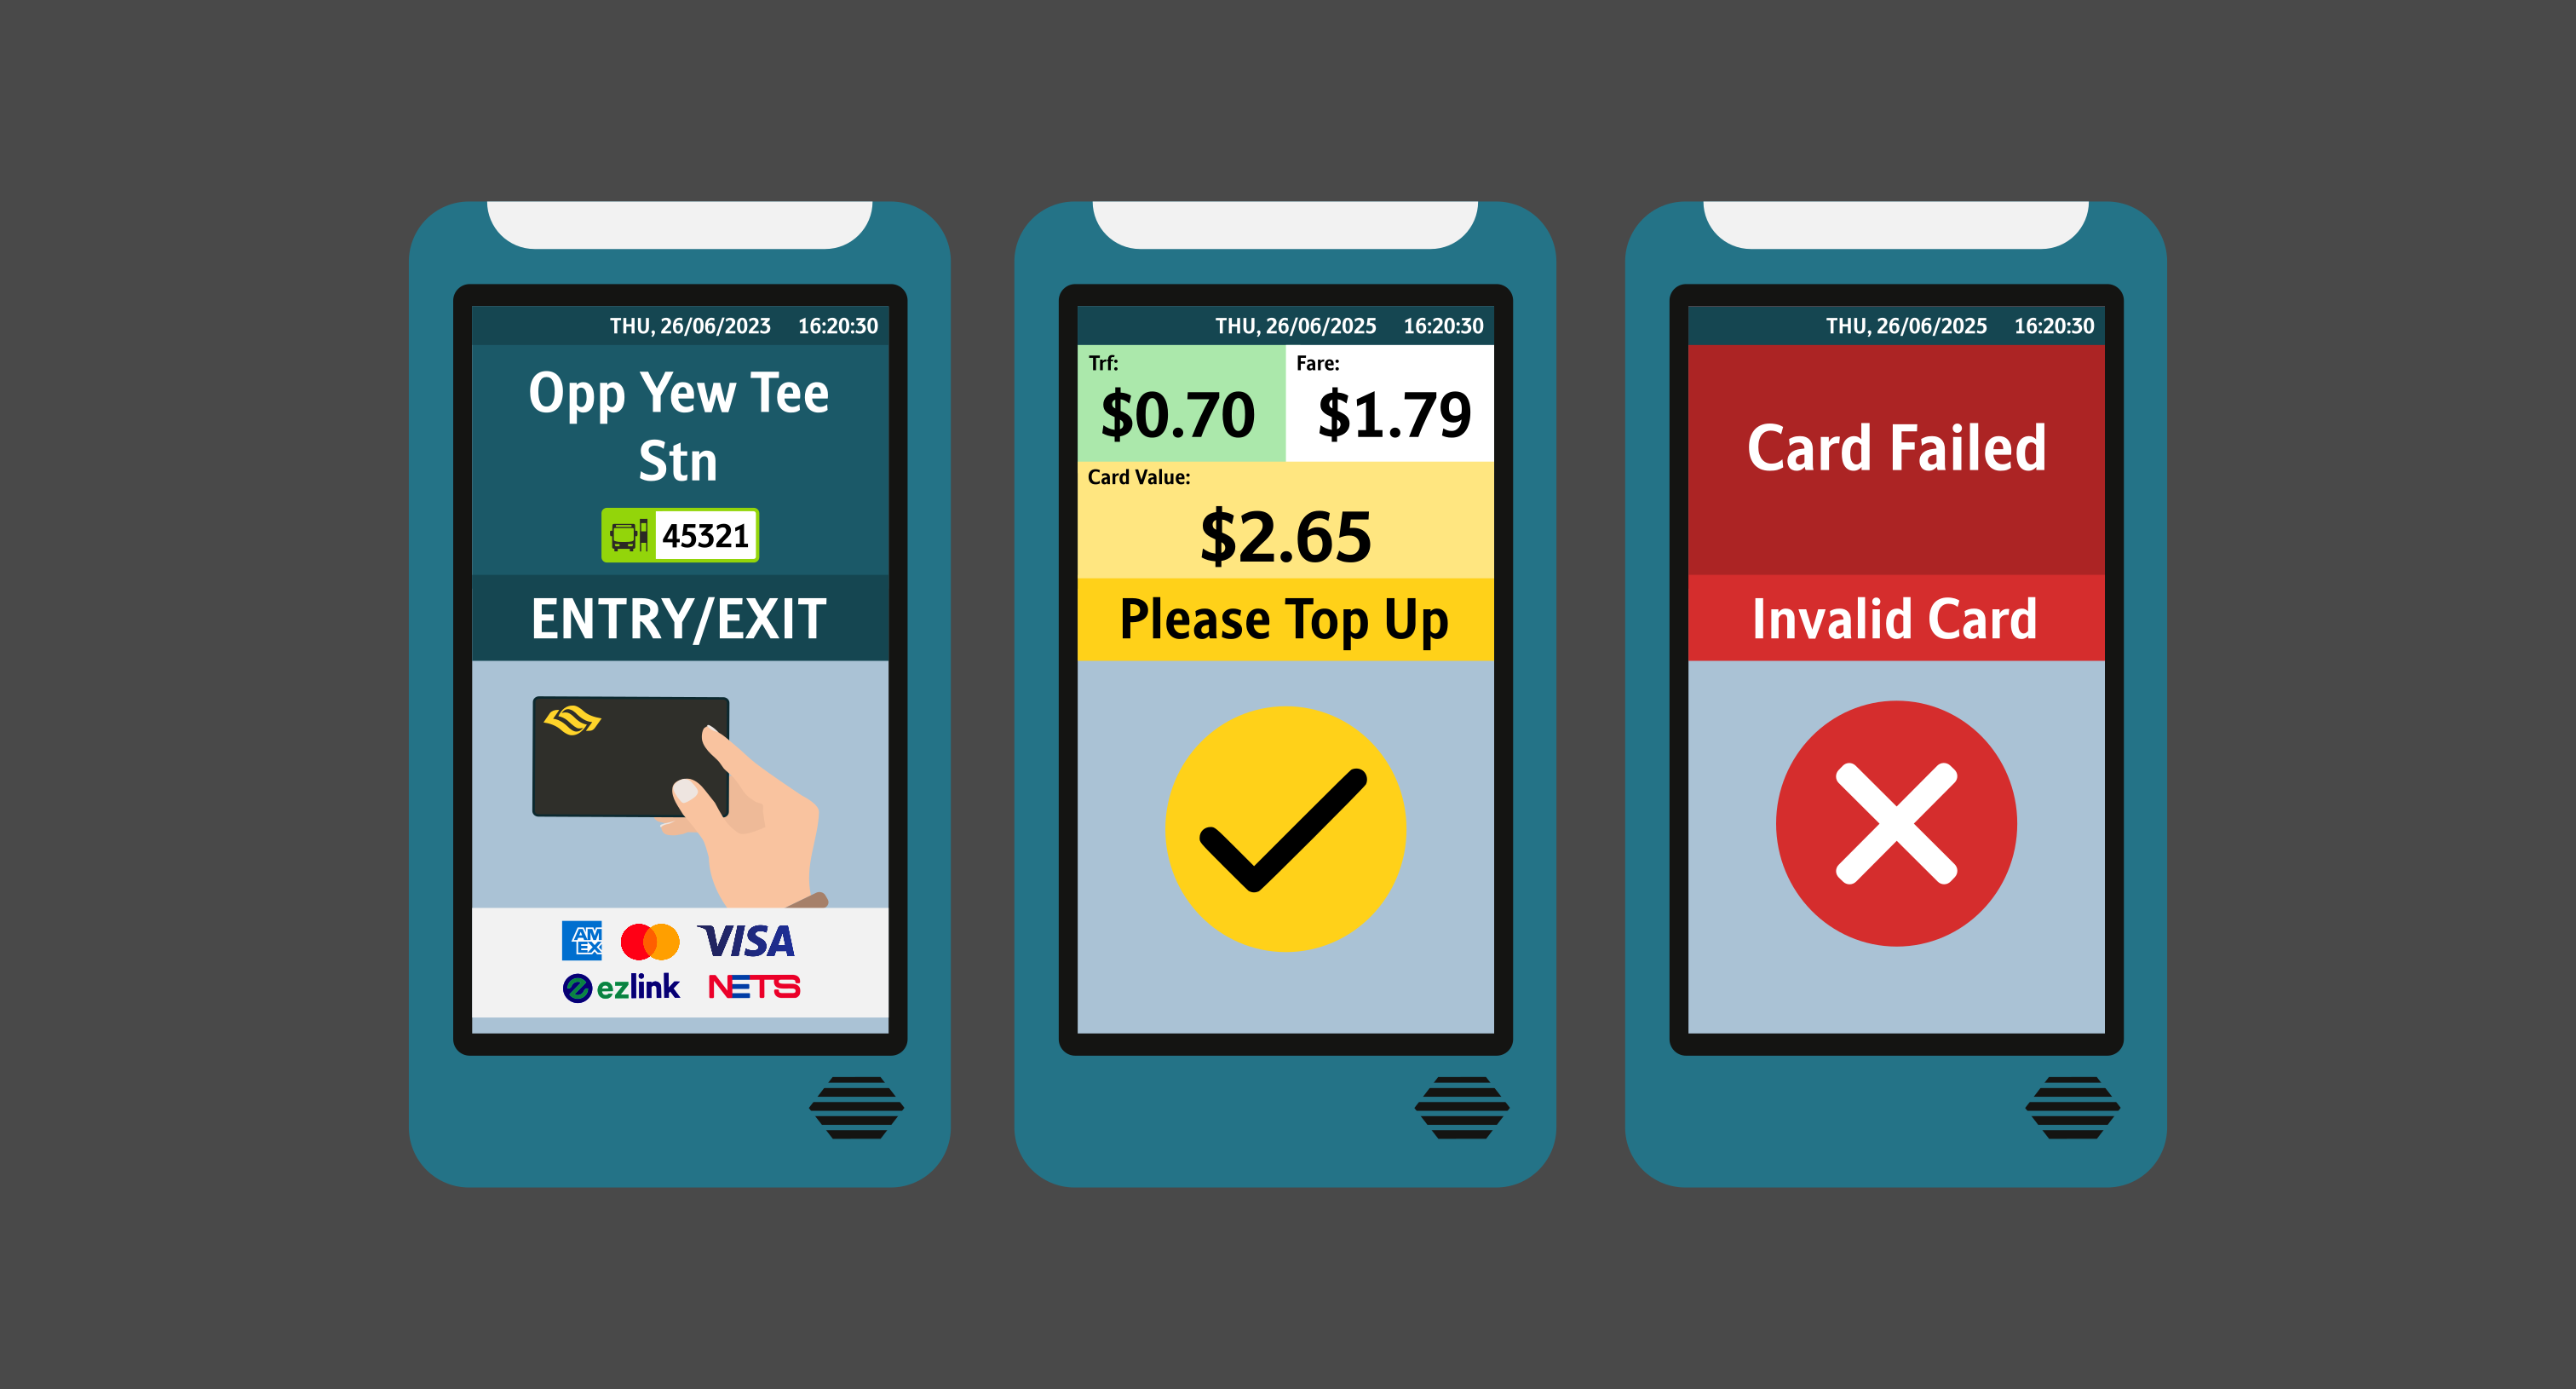 THU, 26/06/2023 16:20:30
Opp Yew Tee
Stn
45321
ENTRY/EXIT
AM
EX
VISA
ezlink
NETS
THU, 26/06/2025 16:20:30
Trf:
$0.70
Fare:
$1.79
Card Value:
$2.65
Please Top Up
THU, 26/06/2025 16:20:30
Card Failed
Invalid Card